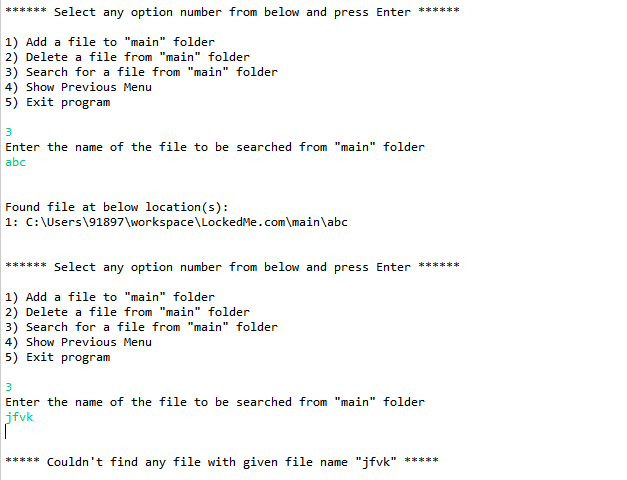 ****** Select any option number from below and press Enter ******
1) Add a file to "main" folder
2) Delete a file from "main" folder
3) Search for a file from "main" folder
4) Show Previous Menu
5) Exit program
3
Enter the name of the file to be searched from "main" folder
abc
Found file at below location(s):
1: C:\Users\91897\workspace\LockedMe.com\main\abc
****** Select any option number from below and press Enter ******
1) Add a file to "main" folder
2) Delete a file from "main" folder
3) Search for a file from "main" folder
4) Show Previous Menu
5) Exit program
3
Enter the name of the file to be searched from "main" folder
jfvk
***** Couldn't find any file with given file name "jfvk" *****